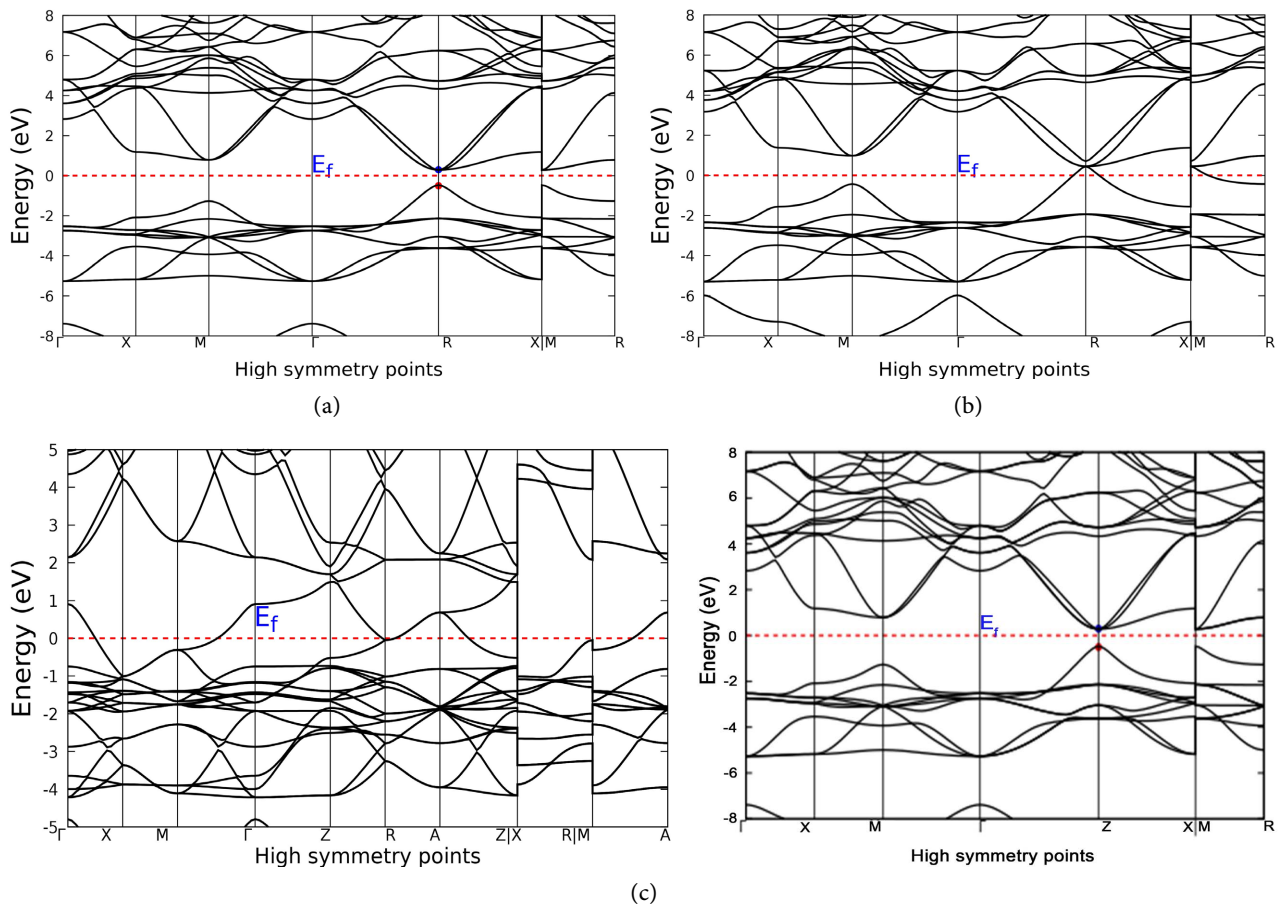 8
6
4
2
0
-2
-4
-6
-8
Energy (eV)
E_f
Γ X M Γ R X|M R
High symmetry points
(a)
8
6
4
2
0
-2
-4
-6
-8
Energy (eV)
E_f
Γ X M Γ R X|M R
High symmetry points
(b)
5
4
3
2
1
0
-1
-2
-3
-4
-5
Energy (eV)
E_f
Γ X M Γ Z R A Z|X R|M A
High symmetry points
8
6
4
2
0
-2
-4
-6
-8
Energy (eV)
E_f
Γ X M Γ Z X|M R
High symmetry points
(c)